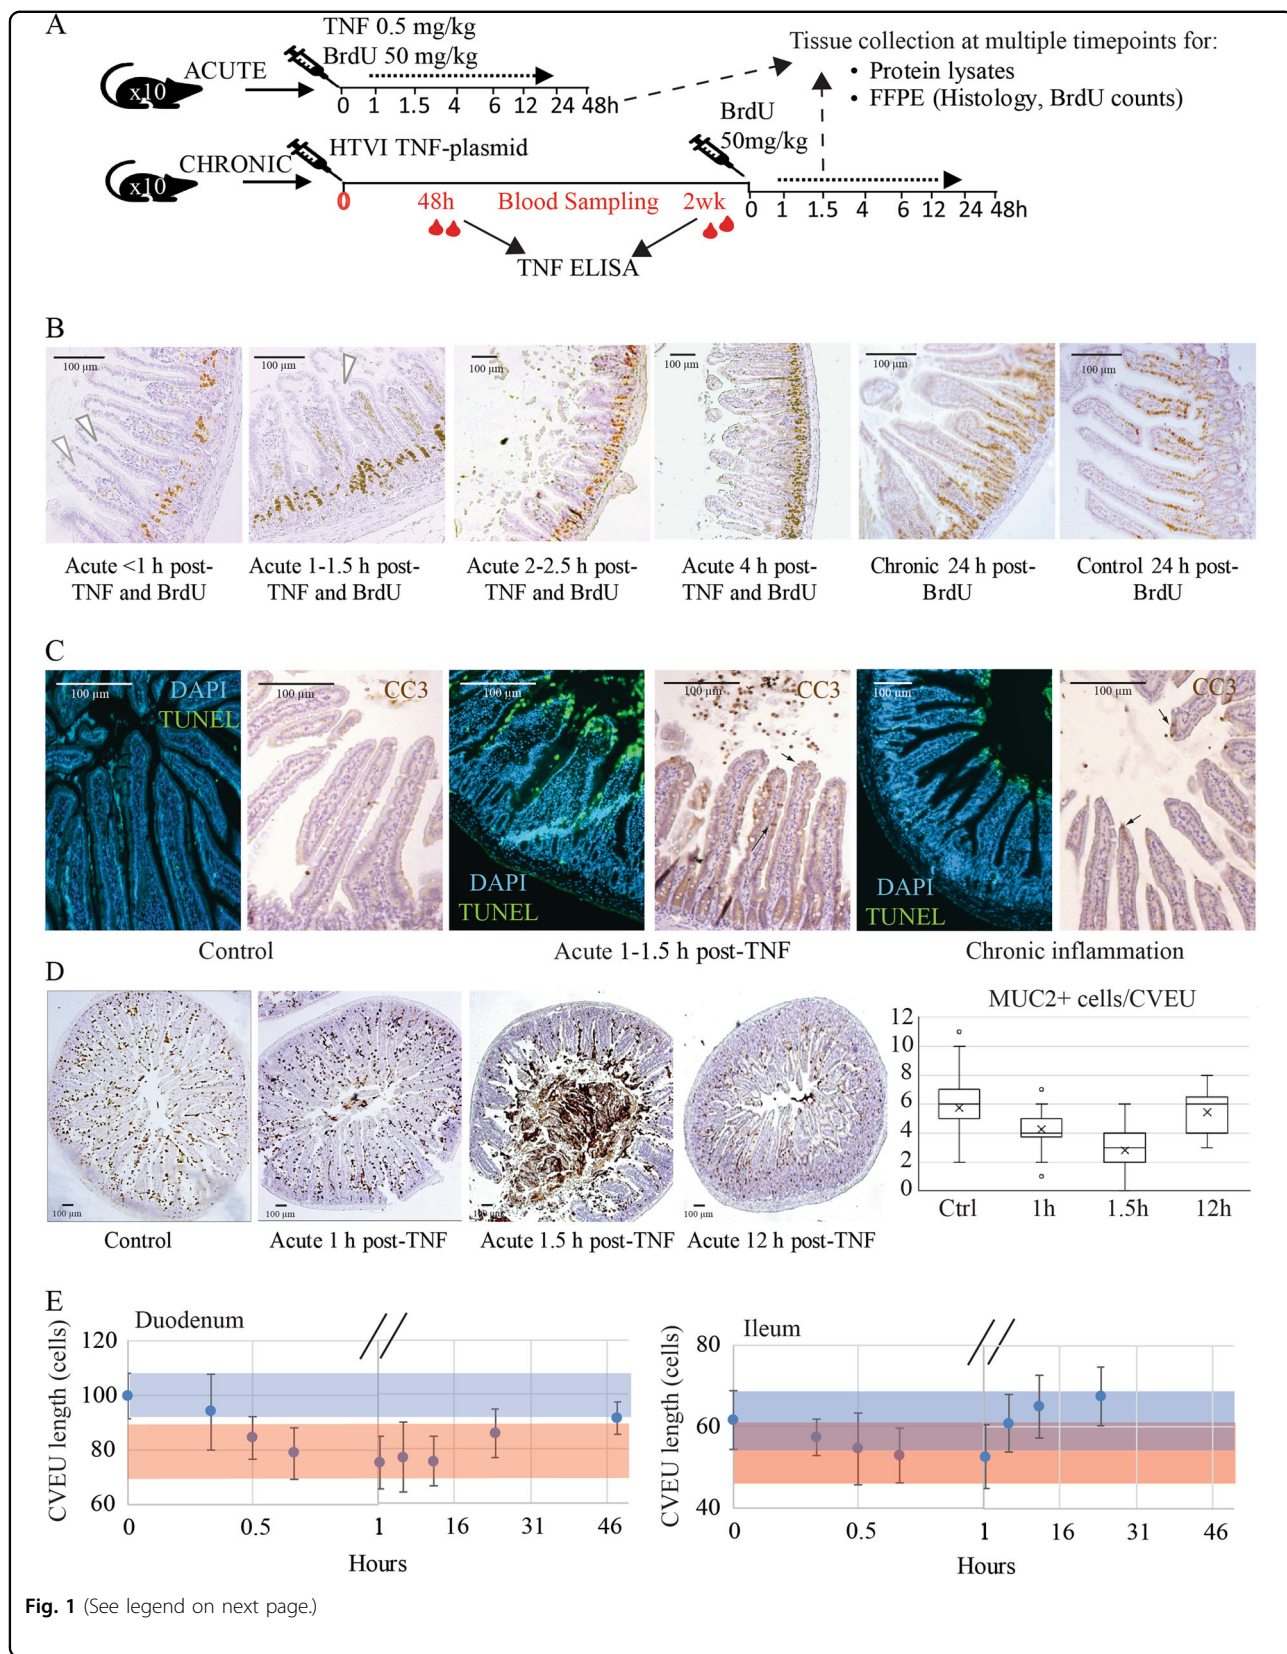 A
TNF 0.5 mg/kg
BrdU 50 mg/kg
ACUTE
x10
0 1 1.5 4 6 12 24 48h
Tissue collection at multiple timepoints for:
• Protein lysates
• FFPE (Histology, BrdU counts)
BrdU
50mg/kg
HTVI TNF-plasmid
CHRONIC
x10
0 48h Blood Sampling 2wk
0 1 1.5 4 6 12 24 48h
TNF ELISA
B
100 µm
100 µm
100 µm
100 µm
100 µm
100 µm
Acute <1 h post-
TNF and BrdU
Acute 1-1.5 h post-
TNF and BrdU
Acute 2-2.5 h post-
TNF and BrdU
Acute 4 h post-
TNF and BrdU
Chronic 24 h post-
BrdU
Control 24 h post-
BrdU
C
100 µm
DAPI
TUNEL
100 µm
CC3
100 µm
DAPI
TUNEL
100 µm
CC3
100 µm
DAPI
TUNEL
100 µm
CC3
Control
Acute 1-1.5 h post-TNF
Chronic inflammation
D
100 µm
100 µm
100 µm
100 µm
Control
Acute 1 h post-TNF
Acute 1.5 h post-TNF
Acute 12 h post-TNF
MUC2+ cells/CVEU
12
10
8
6
4
2
0
Ctrl 1h 1.5h 12h
E
Duodenum
CVEU length (cells)
120
100
80
60
0 0.5 1 16 31 46
Hours
Ileum
CVEU length (cells)
80
60
40
0 0.5 1 16 31 46
Hours
Fig. 1 (See legend on next page.)